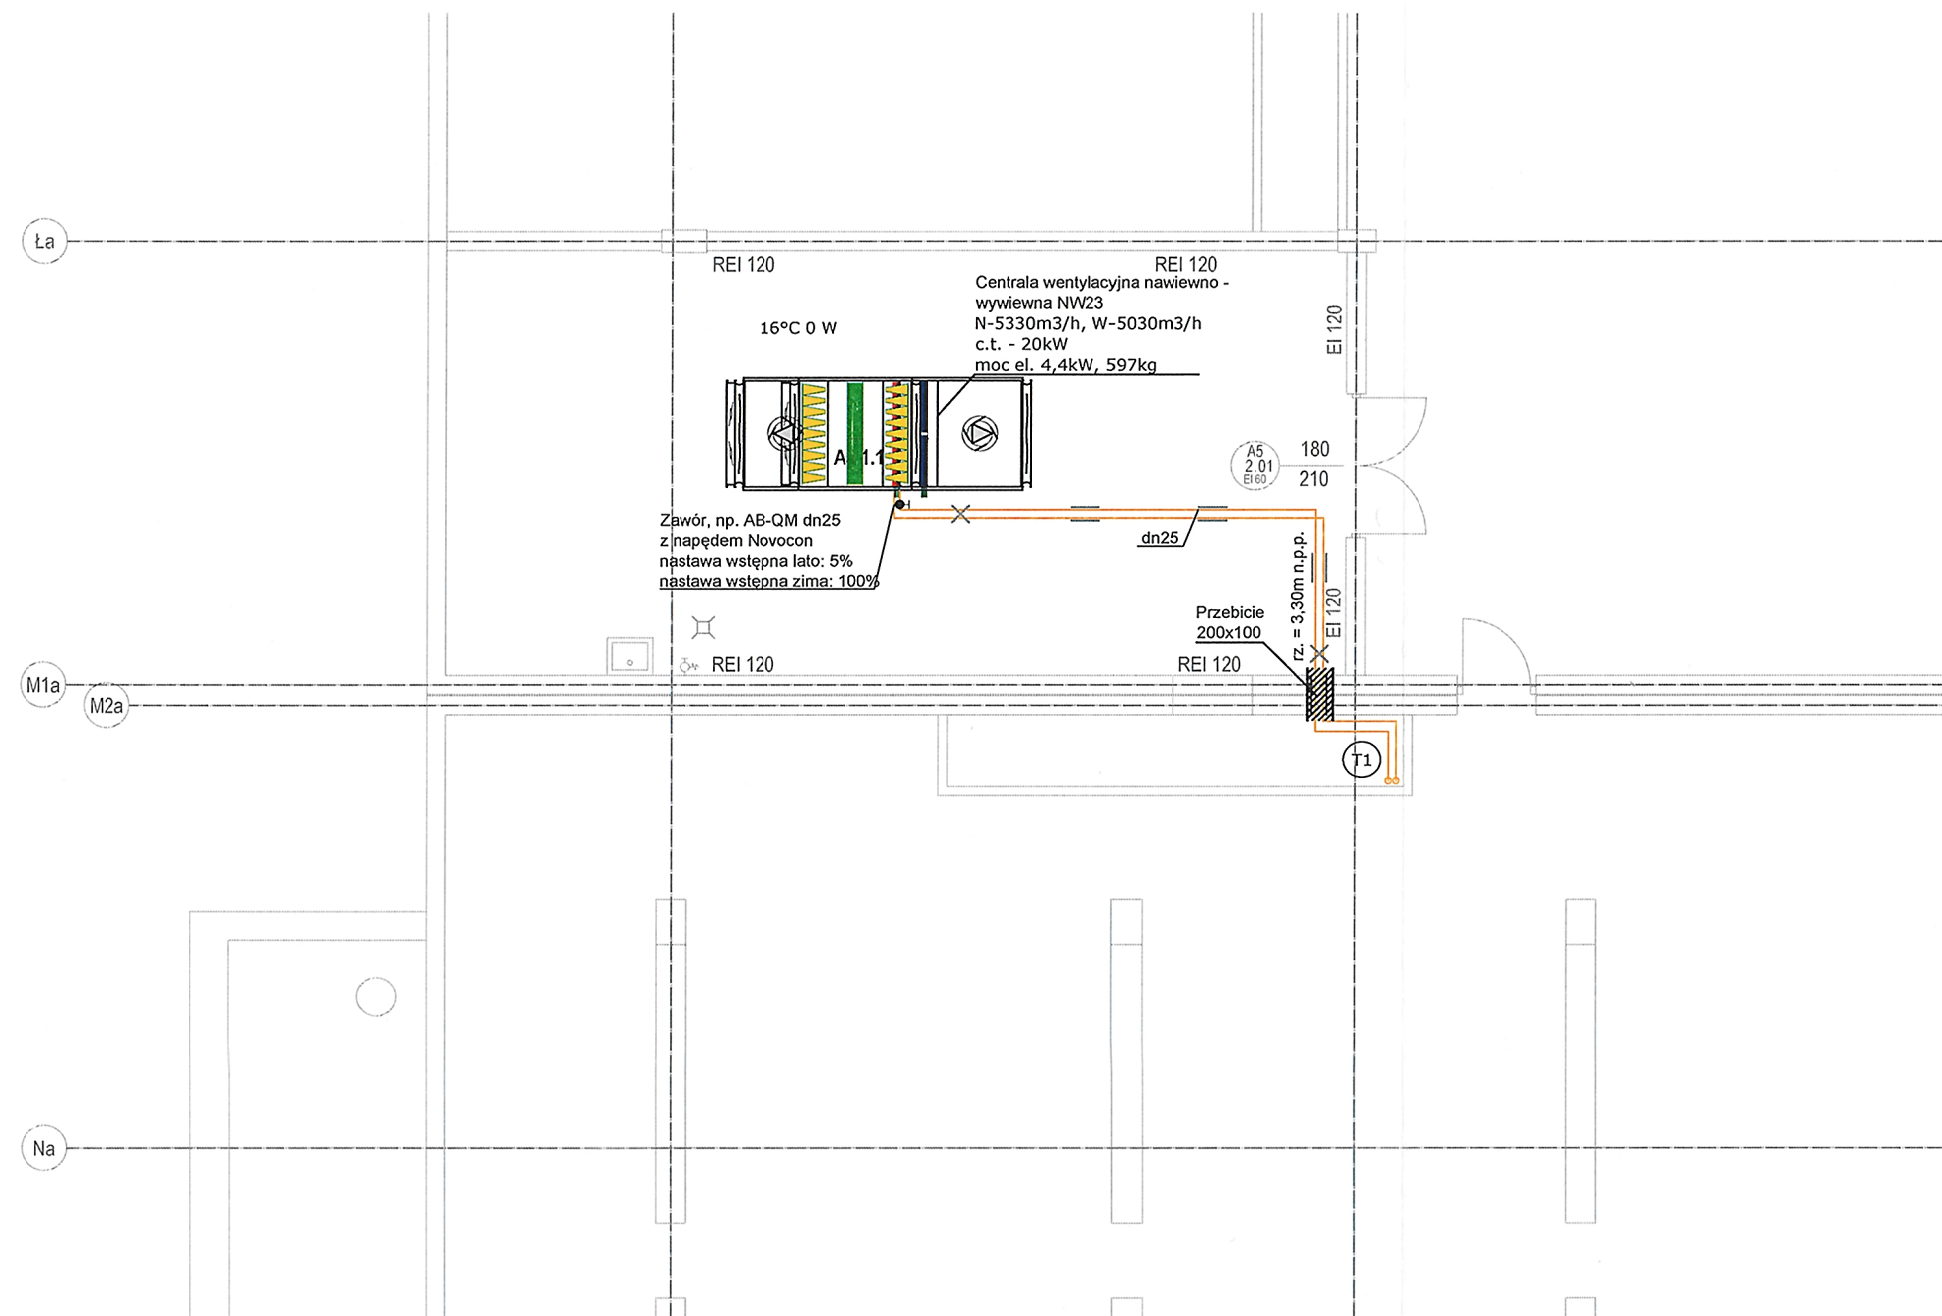 Ła
REI 120
REI 120
Centrala wentylacyjna nawiewno -
wywiewna NW23
N-5330m3/h, W-5030m3/h
c.t. - 20kW
moc el. 4,4kW, 597kg
16°C 0 W
EI 120
A5
2.01
EI60
180
210
Zawór, np. AB-QM dn25
z napędem Novocon
nastawa wstępna lato: 5%
nastawa wstępna zima: 100%
dn25
rz. = 3,30m n.p.p.
EI 120
Przebicie
200x100
REI 120
REI 120
M1a
M2a
T1
Na